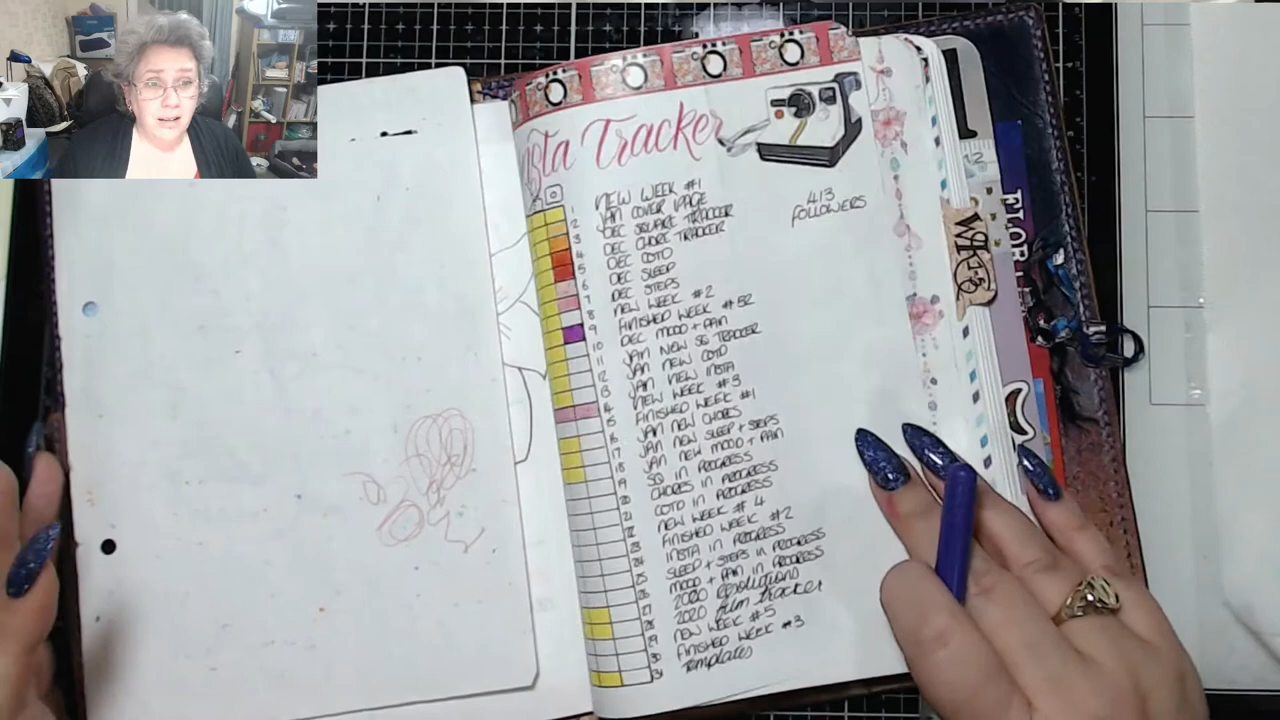 Insta Tracker
413
FOLLOWERS
1 NEW WEEK #1
2 JAN COVER PAGE
3 DEC SQUARE TRACKER
4 DEC CHORE TRACKER
5 DEC COTD
6 DEC SLEEP
7 DEC STEPS
8 NEW WEEK #2
9 FINISHED WEEK #52
10 DEC MOOD + PAIN
11 JAN NEW SQ TRACKER
12 JAN NEW COTD
13 JAN NEW INSTA
14 NEW WEEK #3
15 FINISHED WEEK #1
16 JAN NEW CHORES
17 JAN NEW SLEEP + STEPS
18 JAN NEW MOOD + PAIN
19 SQ IN PROGRESS
20 CHORES IN PROGRESS
21 COTD IN PROGRESS
22 NEW WEEK # 4
23 FINISHED WEEK #2
24 INSTA IN PROGRESS
25 SLEEP + STEPS IN PROGRESS
26 MOOD + PAIN IN PROGRESS
27 2020 resolutions
28 2020 film tracker
29 NEW WEEK #5
30 FINISHED WEEK #3
31 Templates